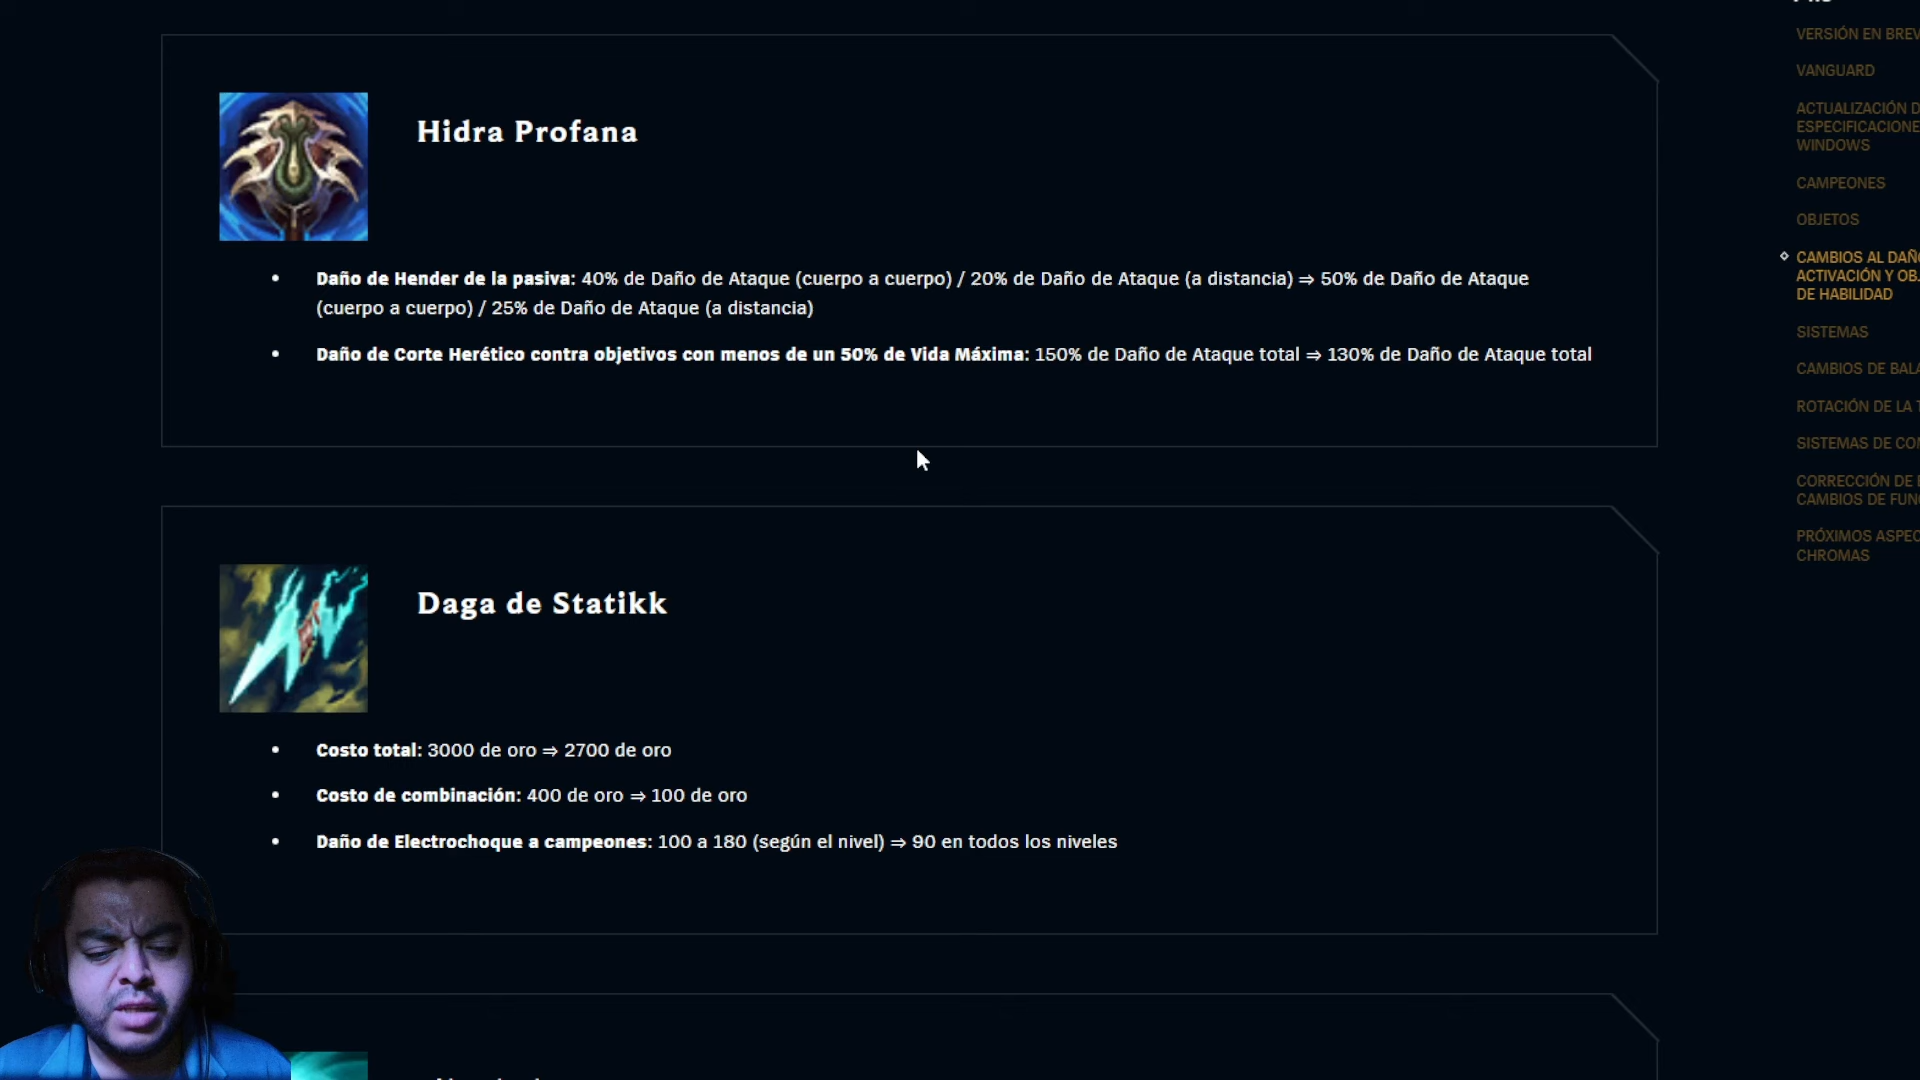 Hidra Profana
Daño de Hender de la pasiva: 40% de Daño de Ataque (cuerpo a cuerpo) / 20% de Daño de Ataque (a distancia) ⇒ 50% de Daño de Ataque
(cuerpo a cuerpo) / 25% de Daño de Ataque (a distancia)
Daño de Corte Herético contra objetivos con menos de un 50% de Vida Máxima: 150% de Daño de Ataque total ⇒ 130% de Daño de Ataque total
Daga de Statikk
Costo total: 3000 de oro ⇒ 2700 de oro
Costo de combinación: 400 de oro ⇒ 100 de oro
Daño de Electrochoque a campeones: 100 a 180 (según el nivel) ⇒ 90 en todos los niveles
VERSIÓN EN BREV
VANGUARD
ACTUALIZACIÓN D
ESPECIFICACIONE
WINDOWS
CAMPEONES
OBJETOS
CAMBIOS AL DAÑ
ACTIVACIÓN Y OB
DE HABILIDAD
SISTEMAS
CAMBIOS DE BALA
ROTACIÓN DE LA T
SISTEMAS DE CO
CORRECCIÓN DE
CAMBIOS DE FUN
PRÓXIMOS ASPEC
CHROMAS